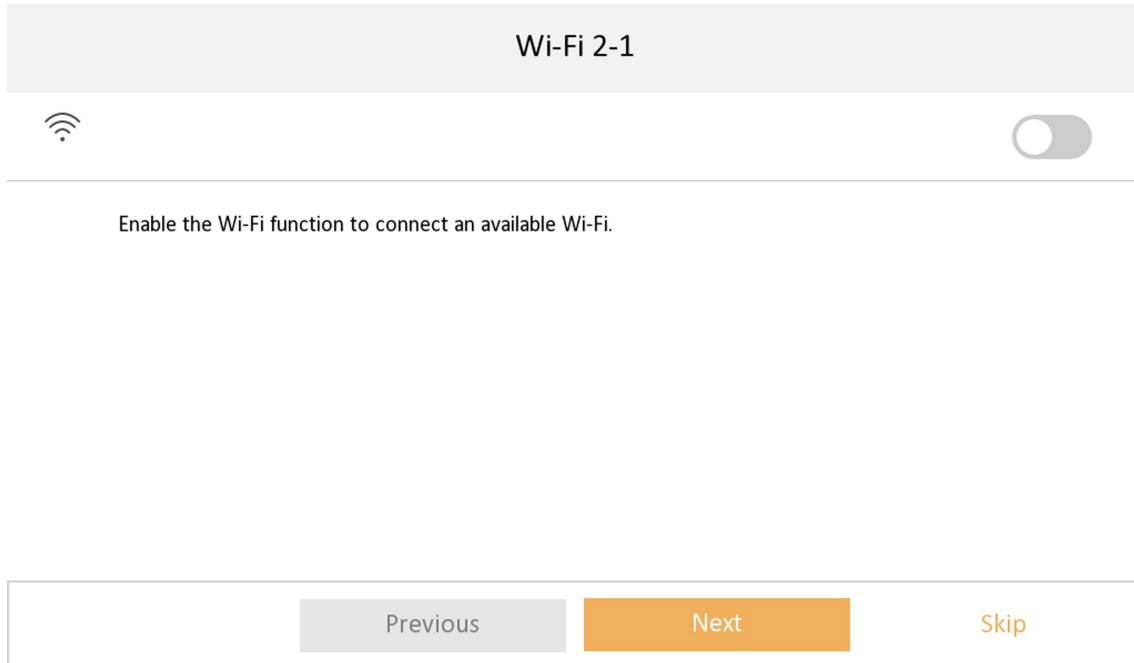 Wi-Fi 2-1
Enable the Wi-Fi function to connect an available Wi-Fi.
Previous
Next
Skip